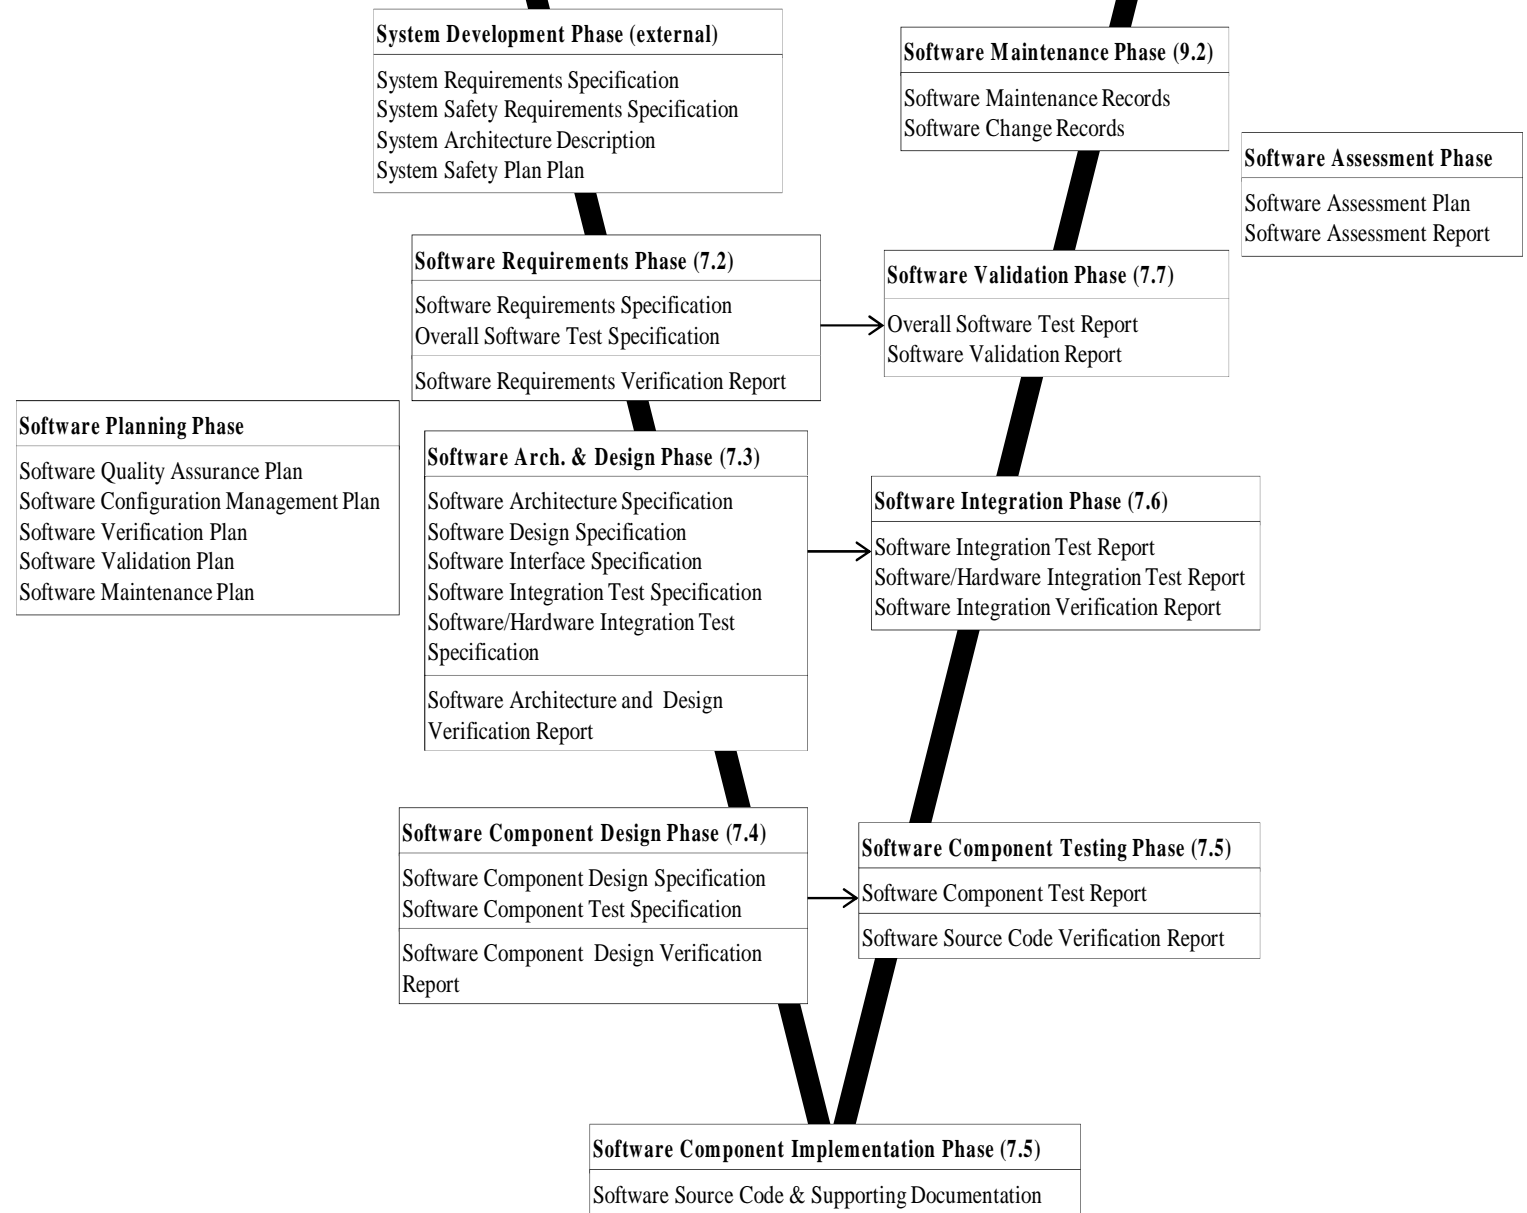 System Development Phase (external)
System Requirements Specification
System Safety Requirements Specification
System Architecture Description
System Safety Plan Plan
Software Maintenance Phase (9.2)
Software Maintenance Records
Software Change Records
Software Assessment Phase
Software Assessment Plan
Software Assessment Report
Software Requirements Phase (7.2)
Software Requirements Specification
Overall Software Test Specification
Software Requirements Verification Report
Software Validation Phase (7.7)
Overall Software Test Report
Software Validation Report
Software Planning Phase
Software Quality Assurance Plan
Software Configuration Management Plan
Software Verification Plan
Software Validation Plan
Software Maintenance Plan
Software Arch. & Design Phase (7.3)
Software Architecture Specification
Software Design Specification
Software Interface Specification
Software Integration Test Specification
Software/Hardware Integration Test
Specification
Software Architecture and Design
Verification Report
Software Integration Phase (7.6)
Software Integration Test Report
Software/Hardware Integration Test Report
Software Integration Verification Report
Software Component Design Phase (7.4)
Software Component Design Specification
Software Component Test Specification
Software Component Design Verification
Report
Software Component Testing Phase (7.5)
Software Component Test Report
Software Source Code Verification Report
Software Component Implementation Phase (7.5)
Software Source Code & Supporting Documentation